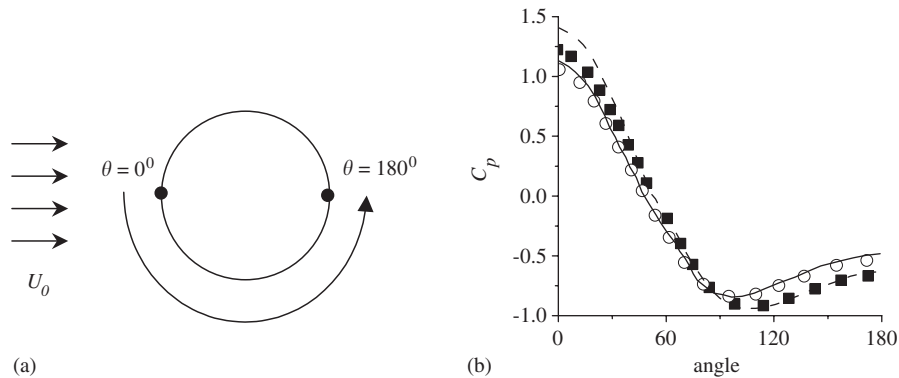 θ = 0⁰
θ = 180⁰
U₀
(a)
1.5
1.0
0.5
0.0
-0.5
-1.0
C_p
0
60
120
180
angle
(b)